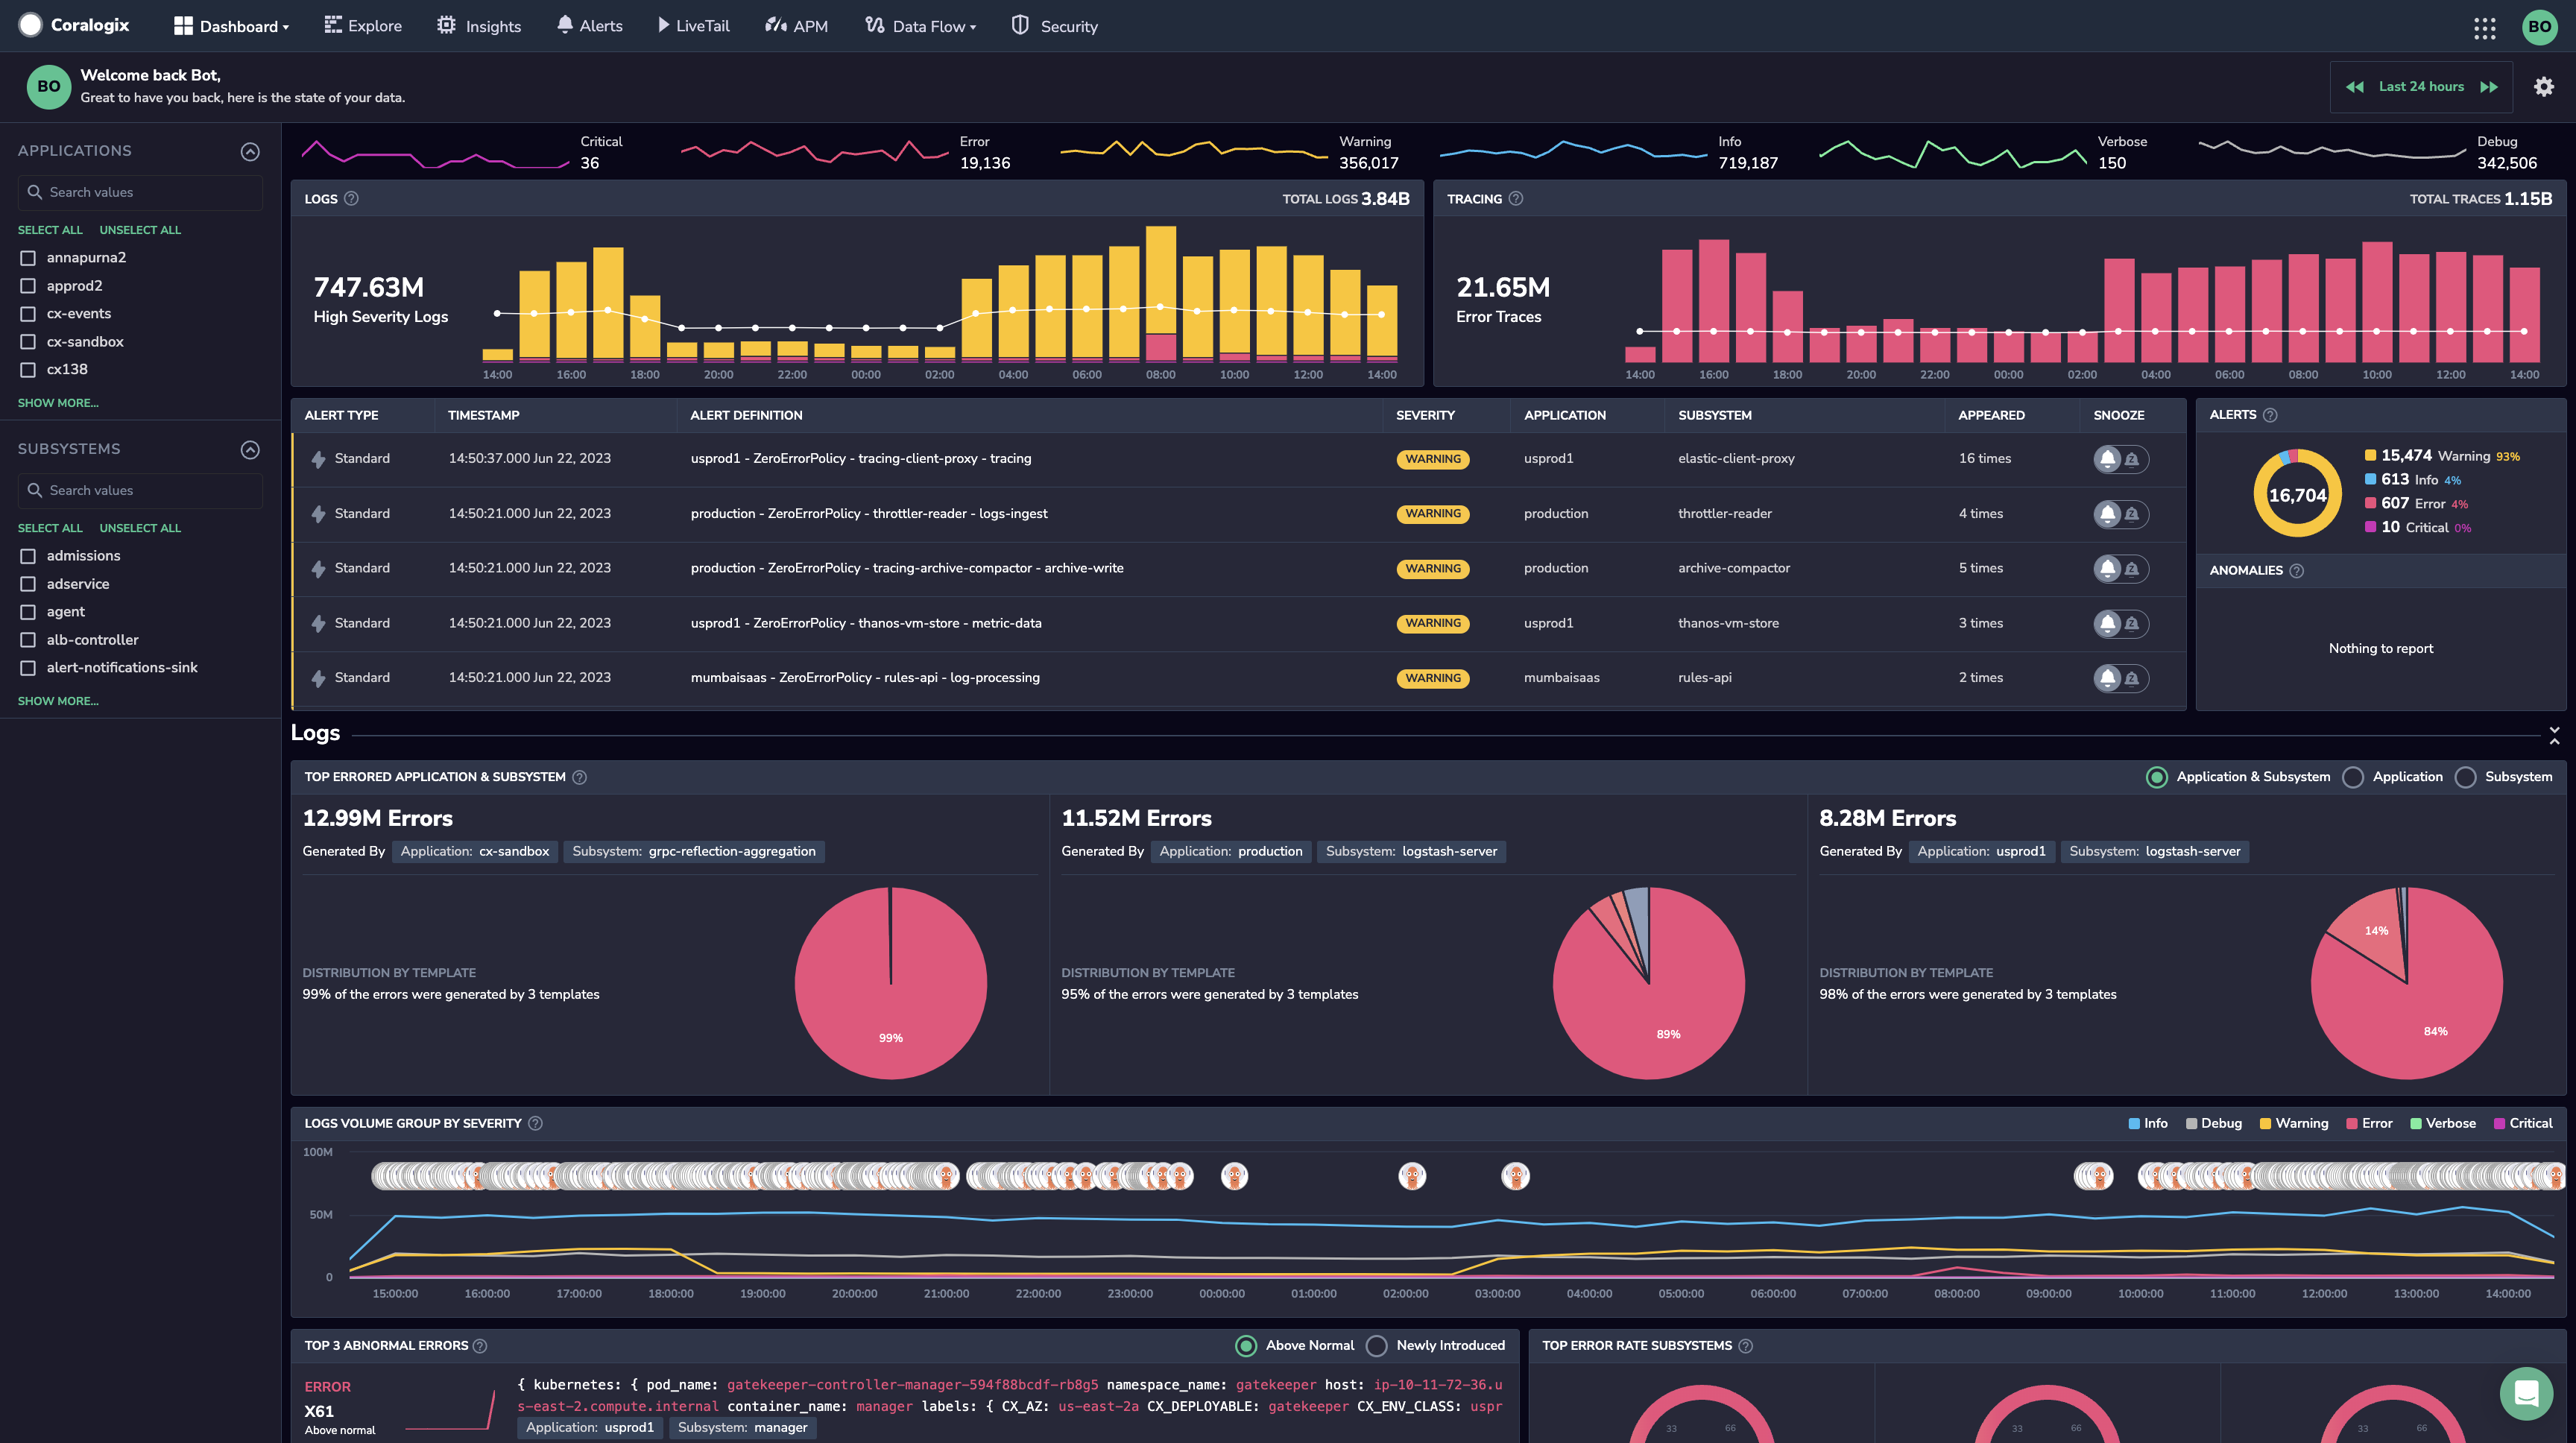 Coralogix
Dashboard
Explore
Insights
Alerts
LiveTail
APM
Data Flow
Security
BO
BO
Welcome back Bot,
Great to have you back, here is the state of your data.
Last 24 hours
APPLICATIONS
Search values
SELECT ALL UNSELECT ALL
annapurna2
approd2
cx-events
cx-sandbox
cx138
SHOW MORE...
SUBSYSTEMS
Search values
SELECT ALL UNSELECT ALL
admissions
adservice
agent
alb-controller
alert-notifications-sink
SHOW MORE...
Critical
36
Error
19,136
Warning
356,017
Info
719,187
Verbose
150
Debug
342,506
LOGS ?
TOTAL LOGS 3.84B
747.63M
High Severity Logs
14:00 16:00 18:00 20:00 22:00 00:00 02:00 04:00 06:00 08:00 10:00 12:00 14:00
TRACING ?
TOTAL TRACES 1.15B
21.65M
Error Traces
14:00 16:00 18:00 20:00 22:00 00:00 02:00 04:00 06:00 08:00 10:00 12:00 14:00
ALERT TYPE TIMESTAMP ALERT DEFINITION SEVERITY APPLICATION SUBSYSTEM APPEARED SNOOZE
Standard 14:50:37.000 Jun 22, 2023 usprod1 - ZeroErrorPolicy - tracing-client-proxy - tracing WARNING usprod1 elastic-client-proxy 16 times
Standard 14:50:21.000 Jun 22, 2023 production - ZeroErrorPolicy - throttler-reader - logs-ingest WARNING production throttler-reader 4 times
Standard 14:50:21.000 Jun 22, 2023 production - ZeroErrorPolicy - tracing-archive-compactor - archive-write WARNING production archive-compactor 5 times
Standard 14:50:21.000 Jun 22, 2023 usprod1 - ZeroErrorPolicy - thanos-vm-store - metric-data WARNING usprod1 thanos-vm-store 3 times
Standard 14:50:21.000 Jun 22, 2023 mumbaisaas - ZeroErrorPolicy - rules-api - log-processing WARNING mumbaisaas rules-api 2 times
ALERTS ?
16,704
15,474 Warning 93%
613 Info 4%
607 Error 4%
10 Critical 0%
ANOMALIES ?
Nothing to report
Logs
TOP ERRORED APPLICATION & SUBSYSTEM ?
Application & Subsystem Application Subsystem
12.99M Errors
Generated By Application: cx-sandbox Subsystem: grpc-reflection-aggregation
DISTRIBUTION BY TEMPLATE
99% of the errors were generated by 3 templates
99%
11.52M Errors
Generated By Application: production Subsystem: logstash-server
DISTRIBUTION BY TEMPLATE
95% of the errors were generated by 3 templates
89%
8.28M Errors
Generated By Application: usprod1 Subsystem: logstash-server
DISTRIBUTION BY TEMPLATE
98% of the errors were generated by 3 templates
14%
84%
LOGS VOLUME GROUP BY SEVERITY ?
Info Debug Warning Error Verbose Critical
100M
50M
0
15:00:00 16:00:00 17:00:00 18:00:00 19:00:00 20:00:00 21:00:00 22:00:00 23:00:00 00:00:00 01:00:00 02:00:00 03:00:00 04:00:00 05:00:00 06:00:00 07:00:00 08:00:00 09:00:00 10:00:00 11:00:00 12:00:00 13:00:00 14:00:00
TOP 3 ABNORMAL ERRORS ?
Above Normal Newly Introduced
ERROR
X61
Above normal
{ kubernetes: { pod_name: gatekeeper-controller-manager-594f88bcdf-rb8g5 namespace_name: gatekeeper host: ip-10-11-72-36.u
s-east-2.compute.internal container_name: manager labels: { CX_AZ: us-east-2a CX_DEPLOYABLE: gatekeeper CX_ENV_CLASS: uspr
Application: usprod1 Subsystem: manager
TOP ERROR RATE SUBSYSTEMS ?
33 66
33 66
33 66